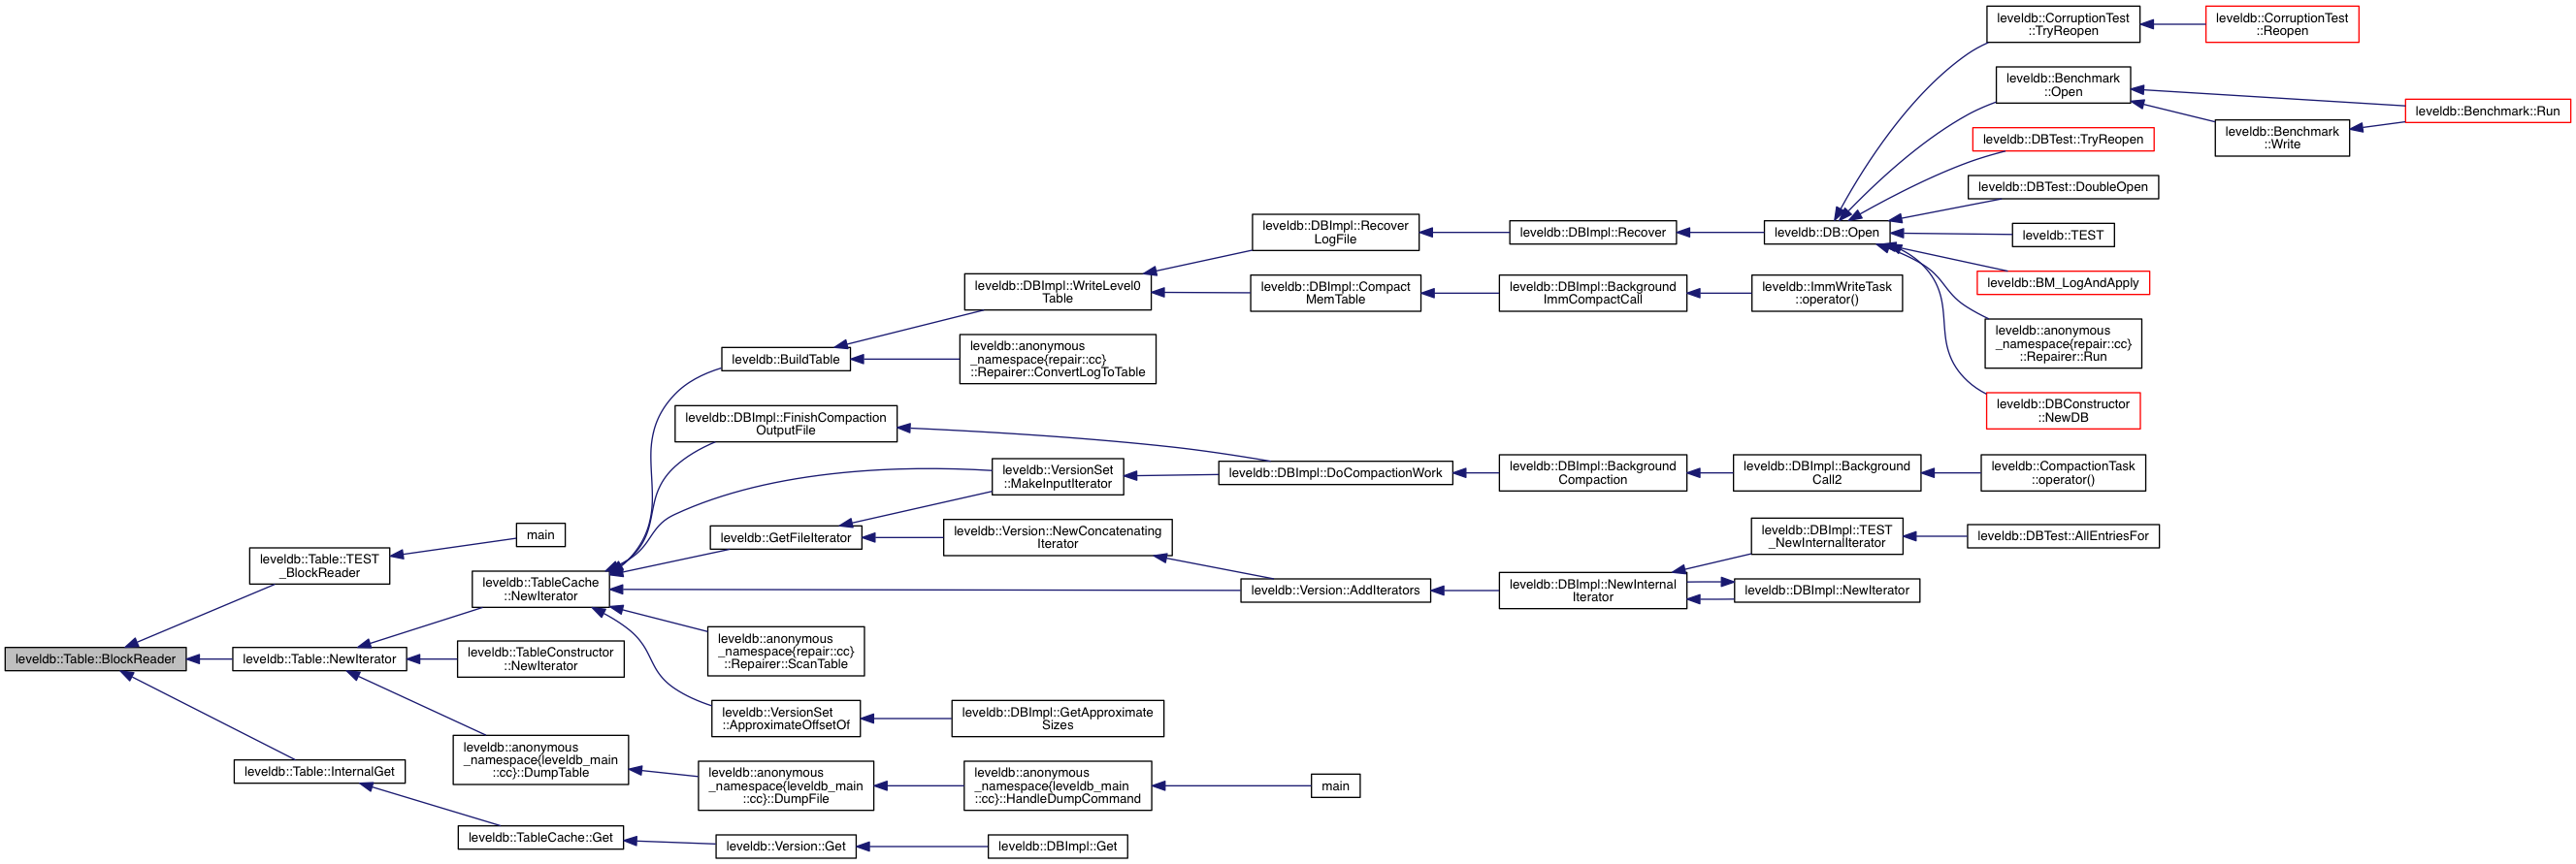 leveldb::CorruptionTest
::TryReopen
leveldb::CorruptionTest
::Reopen
leveldb::Benchmark
::Open
leveldb::Benchmark::Run
leveldb::Benchmark
::Write
leveldb::DBTest::TryReopen
leveldb::DBTest::DoubleOpen
leveldb::DBImpl::Recover
LogFile
leveldb::DBImpl::Recover
leveldb::DB::Open
leveldb::TEST
leveldb::DBImpl::WriteLevel0
Table
leveldb::DBImpl::Compact
MemTable
leveldb::DBImpl::Background
ImmCompactCall
leveldb::ImmWriteTask
::operator()
leveldb::BM_LogAndApply
leveldb::BuildTable
leveldb::anonymous
_namespace{repair::cc}
::Repairer::ConvertLogToTable
leveldb::anonymous
_namespace{repair::cc}
::Repairer::Run
leveldb::DBConstructor
::NewDB
leveldb::DBImpl::FinishCompaction
OutputFile
leveldb::VersionSet
::MakeInputIterator
leveldb::DBImpl::DoCompactionWork
leveldb::DBImpl::Background
Compaction
leveldb::DBImpl::Background
Call2
leveldb::CompactionTask
::operator()
main
leveldb::GetFileIterator
leveldb::Version::NewConcatenating
Iterator
leveldb::DBImpl::TEST
_NewInternalIterator
leveldb::DBTest::AllEntriesFor
leveldb::Table::TEST
_BlockReader
leveldb::TableCache
::NewIterator
leveldb::Version::AddIterators
leveldb::DBImpl::NewInternal
Iterator
leveldb::DBImpl::NewIterator
leveldb::Table::BlockReader
leveldb::Table::NewIterator
leveldb::TableConstructor
::NewIterator
leveldb::anonymous
_namespace{repair::cc}
::Repairer::ScanTable
leveldb::VersionSet
::ApproximateOffsetOf
leveldb::DBImpl::GetApproximate
Sizes
leveldb::Table::InternalGet
leveldb::anonymous
_namespace{leveldb_main
::cc}::DumpTable
leveldb::anonymous
_namespace{leveldb_main
::cc}::DumpFile
leveldb::anonymous
_namespace{leveldb_main
::cc}::HandleDumpCommand
main
leveldb::TableCache::Get
leveldb::Version::Get
leveldb::DBImpl::Get